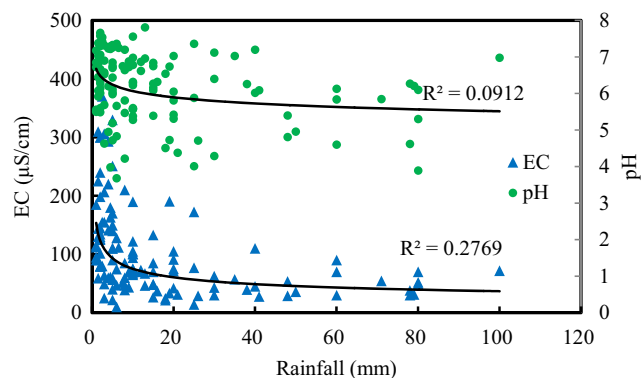 500
400
300
200
100
0
EC (µS/cm)
8
7
6
5
4
3
2
1
0
pH
R² = 0.0912
EC
pH
R² = 0.2769
0 20 40 60 80 100 120
Rainfall (mm)